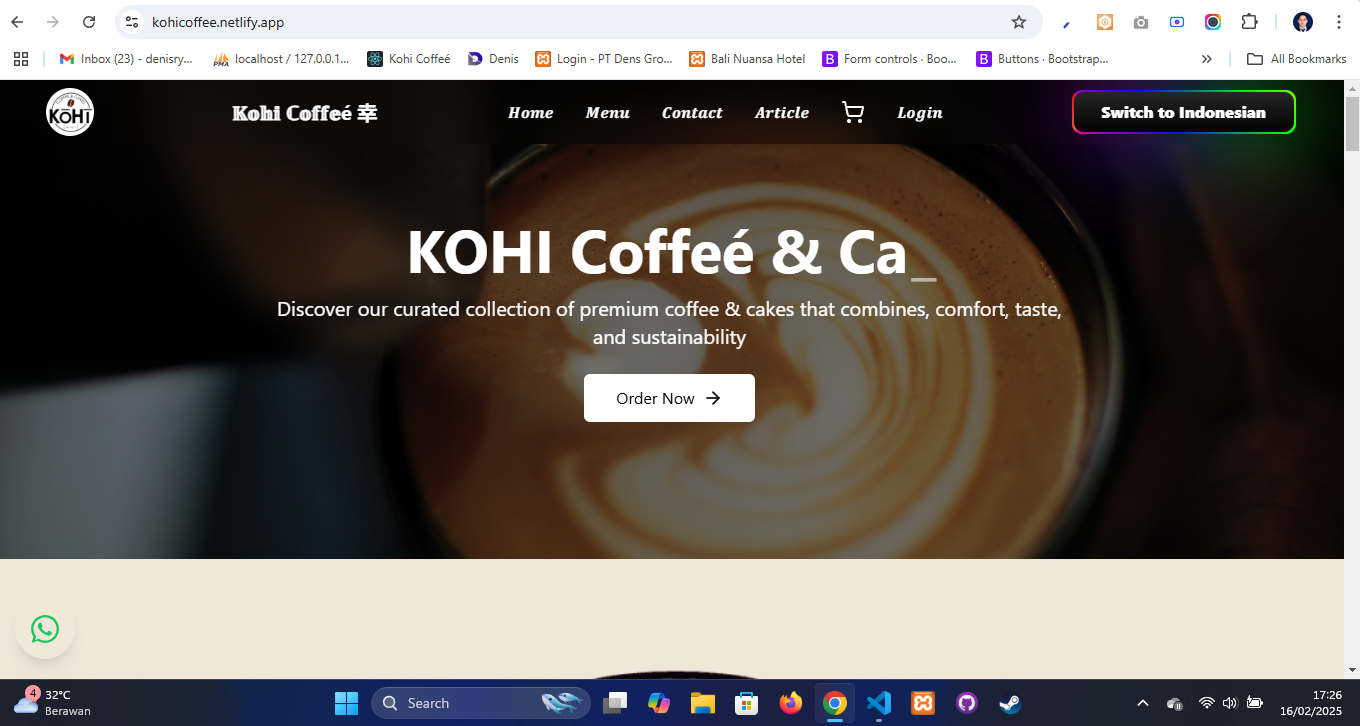 kohicoffee.netlify.app
Inbox (23) - denisry...
localhost / 127.0.0.1...
Kohi Coffeé
Denis
Login - PT Dens Gro...
Bali Nuansa Hotel
Form controls · Boo...
Buttons · Bootstrap...
»
All Bookmarks
KOHI
Kohi Coffeé 幸
Home
Menu
Contact
Article
Login
Switch to Indonesian
KOHI Coffeé & Ca_
Discover our curated collection of premium coffee & cakes that combines, comfort, taste,
and sustainability
Order Now →
4
32°C
Berawan
Search
17:26
16/02/2025